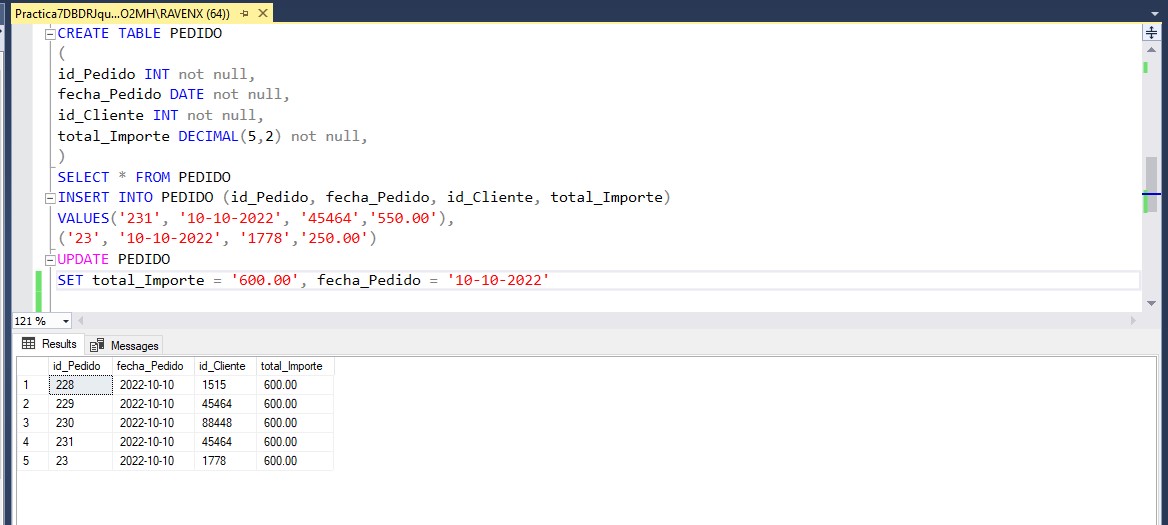 Practica7DBDRJqu...O2MH\RAVENX (64))
CREATE TABLE PEDIDO
(
id_Pedido INT not null,
fecha_Pedido DATE not null,
id_Cliente INT not null,
total_Importe DECIMAL(5,2) not null,
)
SELECT * FROM PEDIDO
INSERT INTO PEDIDO (id_Pedido, fecha_Pedido, id_Cliente, total_Importe)
VALUES('231', '10-10-2022', '45464','550.00'),
('23', '10-10-2022', '1778','250.00')
UPDATE PEDIDO
SET total_Importe = '600.00', fecha_Pedido = '10-10-2022'
121 %
Results Messages
id_Pedido fecha_Pedido id_Cliente total_Importe
1 228 2022-10-10 1515 600.00
2 229 2022-10-10 45464 600.00
3 230 2022-10-10 88448 600.00
4 231 2022-10-10 45464 600.00
5 23 2022-10-10 1778 600.00